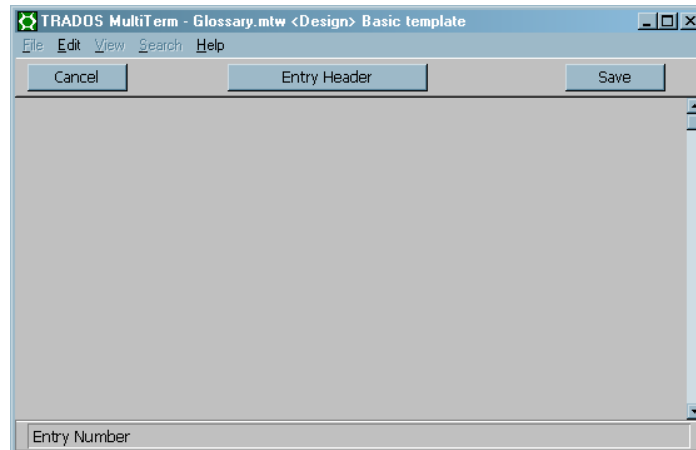 TRADOS MultiTerm - Glossary.mtw <Design> Basic template
File Edit View Search Help
Cancel Entry Header Save
Entry Number